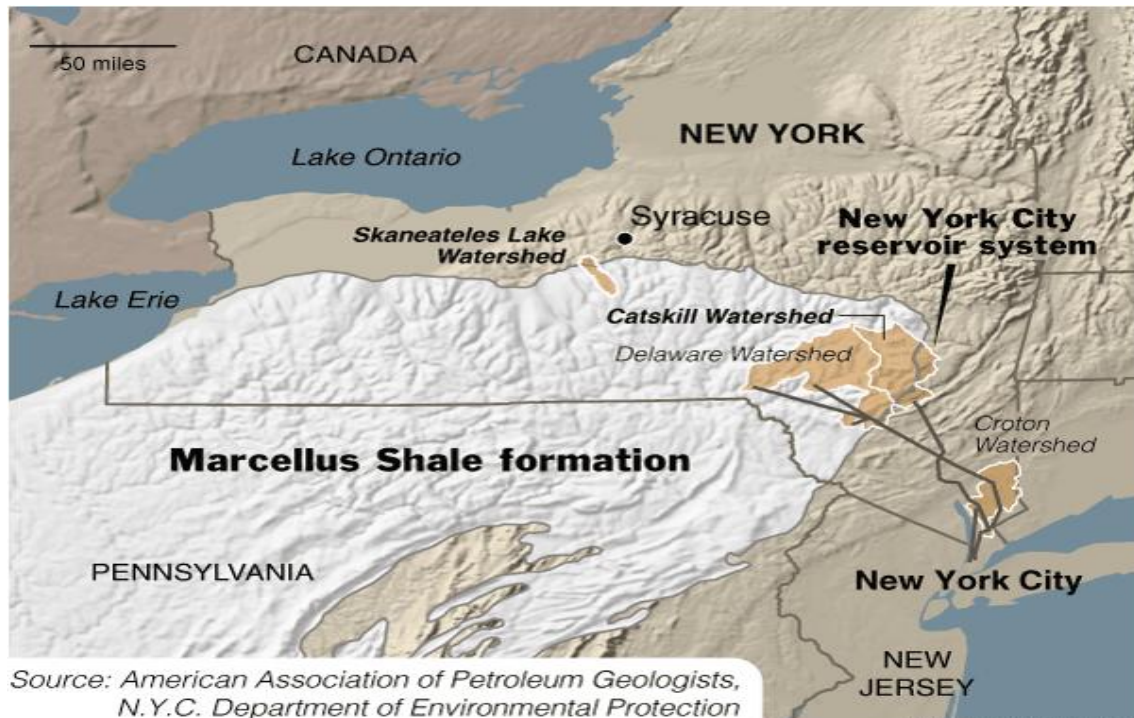 50 miles
CANADA
Lake Ontario
NEW YORK
Syracuse
Skaneateles Lake
Watershed
New York City
reservoir system
Lake Erie
Catskill Watershed
Delaware Watershed
Croton
Watershed
Marcellus Shale formation
PENNSYLVANIA
New York City
NEW
JERSEY
Source: American Association of Petroleum Geologists,
N.Y.C. Department of Environmental Protection